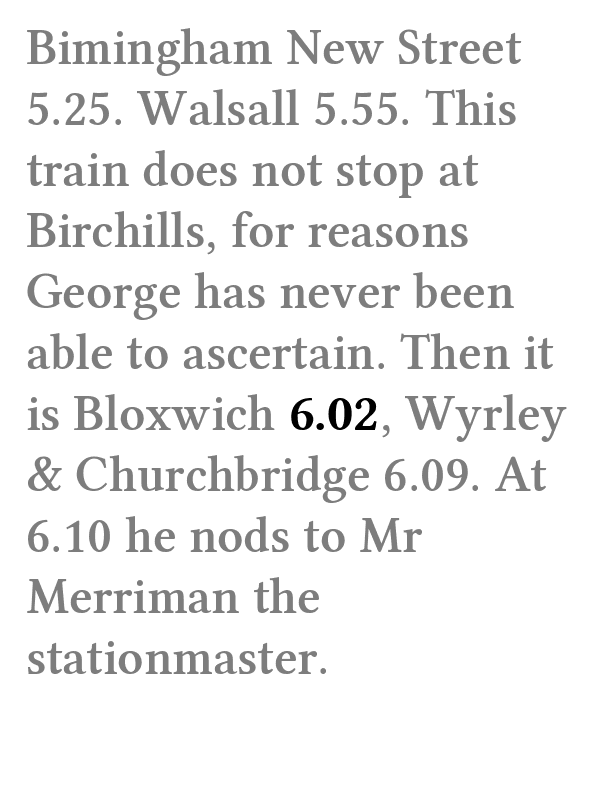 Bimingham New Street
5.25. Walsall 5.55. This
train does not stop at
Birchills, for reasons
George has never been
able to ascertain. Then it
is Bloxwich 6.02, Wyrley
& Churchbridge 6.09. At
6.10 he nods to Mr
Merriman the
stationmaster.